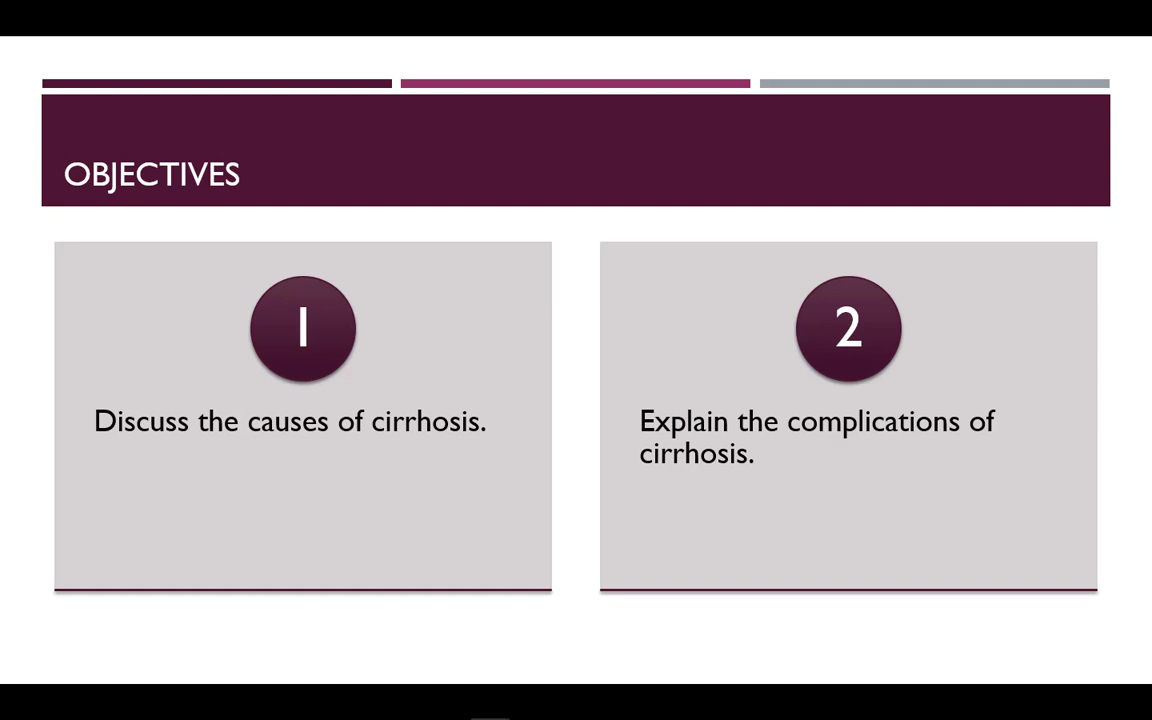 OBJECTIVES
1
Discuss the causes of cirrhosis.
2
Explain the complications of
cirrhosis.